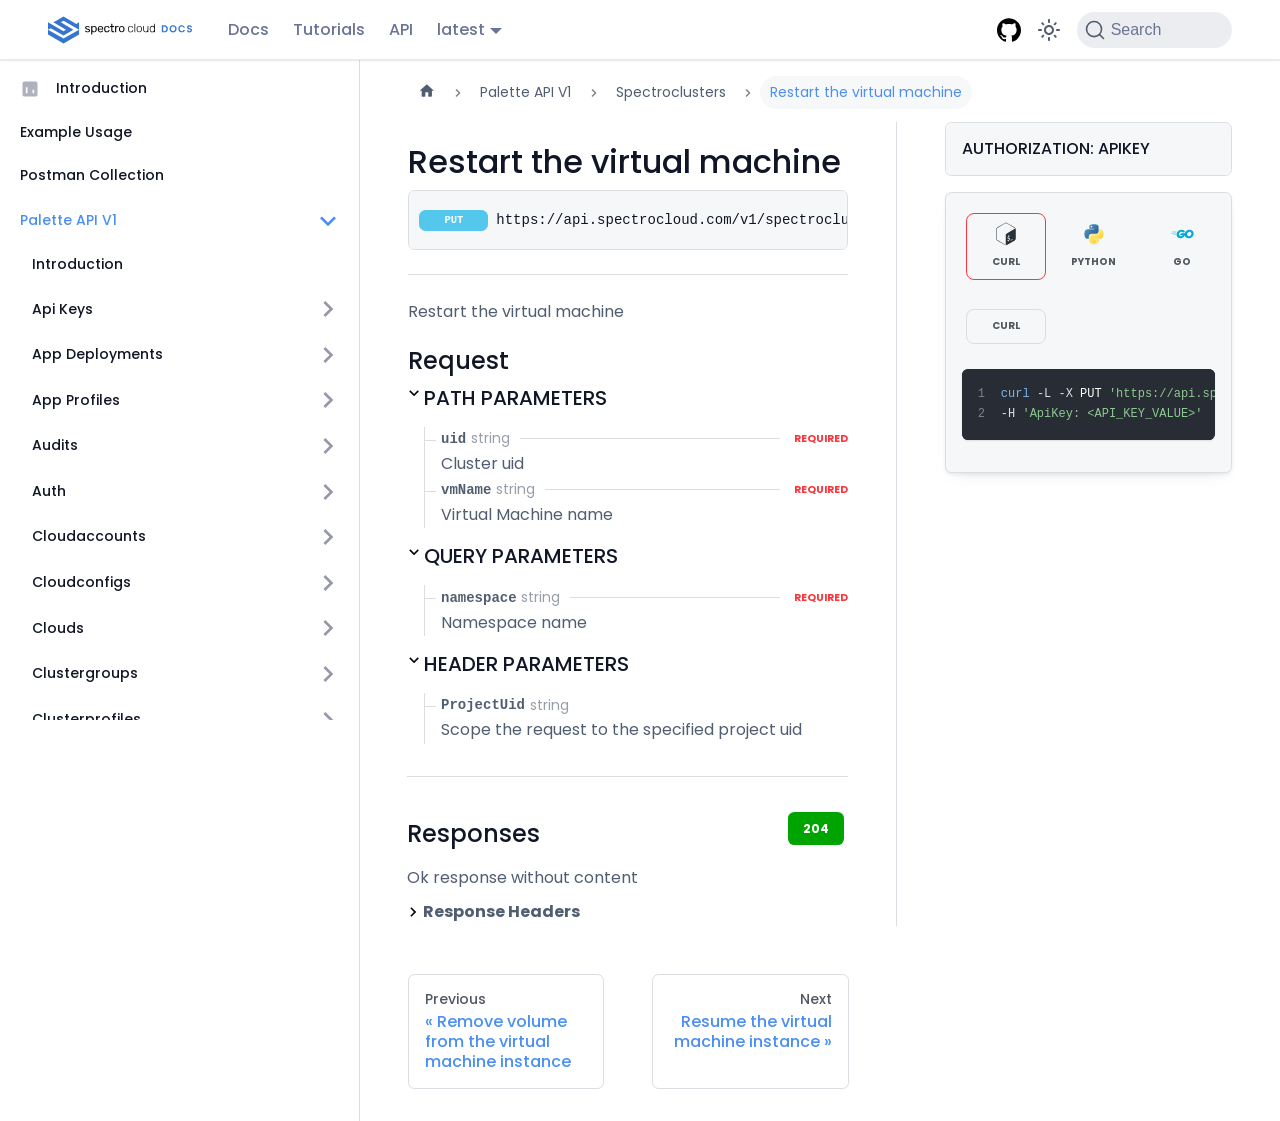 spectro cloud DOCS
Docs
Tutorials
API
latest
Search
Introduction
Example Usage
Postman Collection
Palette API V1
Introduction
Api Keys
App Deployments
App Profiles
Audits
Auth
Cloudaccounts
Cloudconfigs
Clouds
Clustergroups
Clusterprofiles
Palette API V1
Spectroclusters
Restart the virtual machine
Restart the virtual machine
PUT https://api.spectrocloud.com/v1/spectroclu
Restart the virtual machine
Request
PATH PARAMETERS
uid string REQUIRED
Cluster uid
vmName string REQUIRED
Virtual Machine name
QUERY PARAMETERS
namespace string REQUIRED
Namespace name
HEADER PARAMETERS
ProjectUid string
Scope the request to the specified project uid
Responses
204
Ok response without content
Response Headers
Previous
« Remove volume
from the virtual
machine instance
Next
Resume the virtual
machine instance »
AUTHORIZATION: APIKEY
CURL
PYTHON
GO
CURL
1 curl -L -X PUT 'https://api.sp
2 -H 'ApiKey: <API_KEY_VALUE>'